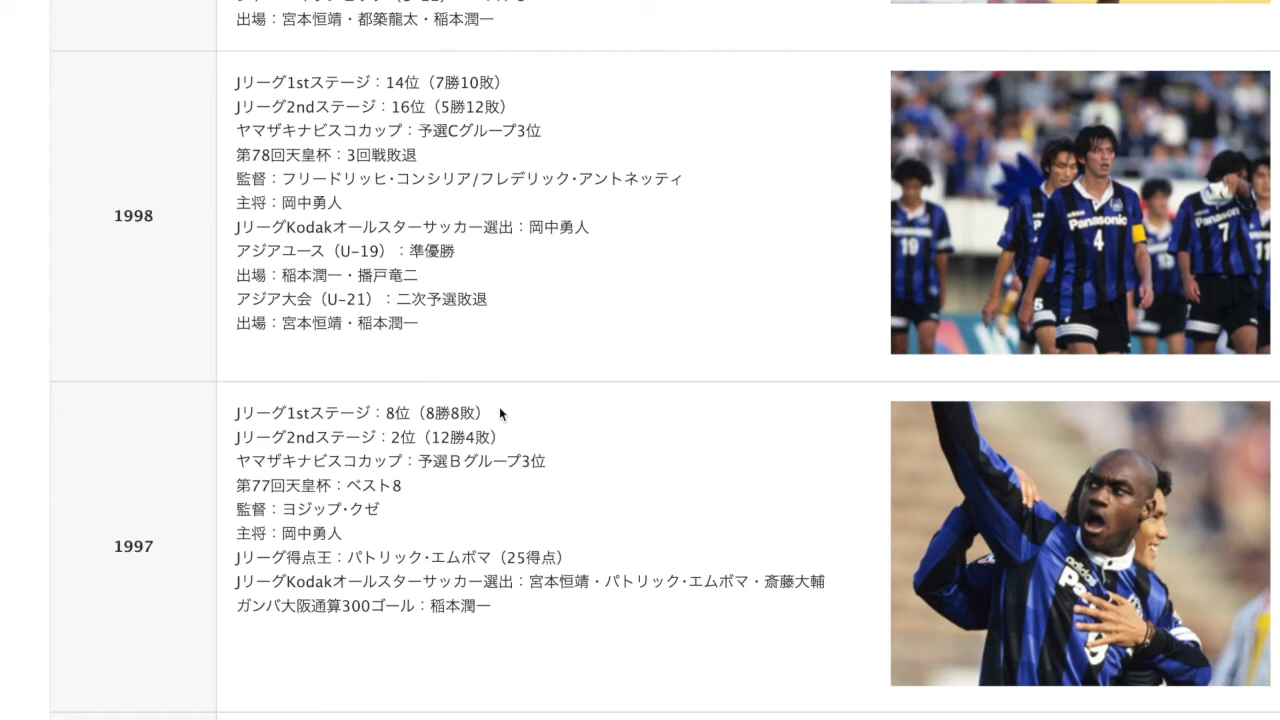 出場：宮本恒靖・都築龍太・稲本潤一
1998
Jリーグ1stステージ：14位（7勝10敗）
Jリーグ2ndステージ：16位（5勝12敗）
ヤマザキナビスコカップ：予選Cグループ3位
第78回天皇杯：3回戦敗退
監督：フリードリッヒ･コンシリア/フレデリック･アントネッティ
主将：岡中勇人
JリーグKodakオールスターサッカー選出：岡中勇人
アジアユース（U−19）：準優勝
出場：稲本潤一・播戸竜二
アジア大会（U−21）：二次予選敗退
出場：宮本恒靖・稲本潤一
Panasonic
19
4
Panasonic
7
1997
Jリーグ1stステージ：8位（8勝8敗）
Jリーグ2ndステージ：2位（12勝4敗）
ヤマザキナビスコカップ：予選Ｂグループ3位
第77回天皇杯：ベスト8
監督：ヨジップ･クゼ
主将：岡中勇人
Jリーグ得点王：パトリック･エムボマ（25得点）
JリーグKodakオールスターサッカー選出：宮本恒靖・パトリック･エムボマ・斎藤大輔
ガンバ大阪通算300ゴール：稲本潤一
adidas